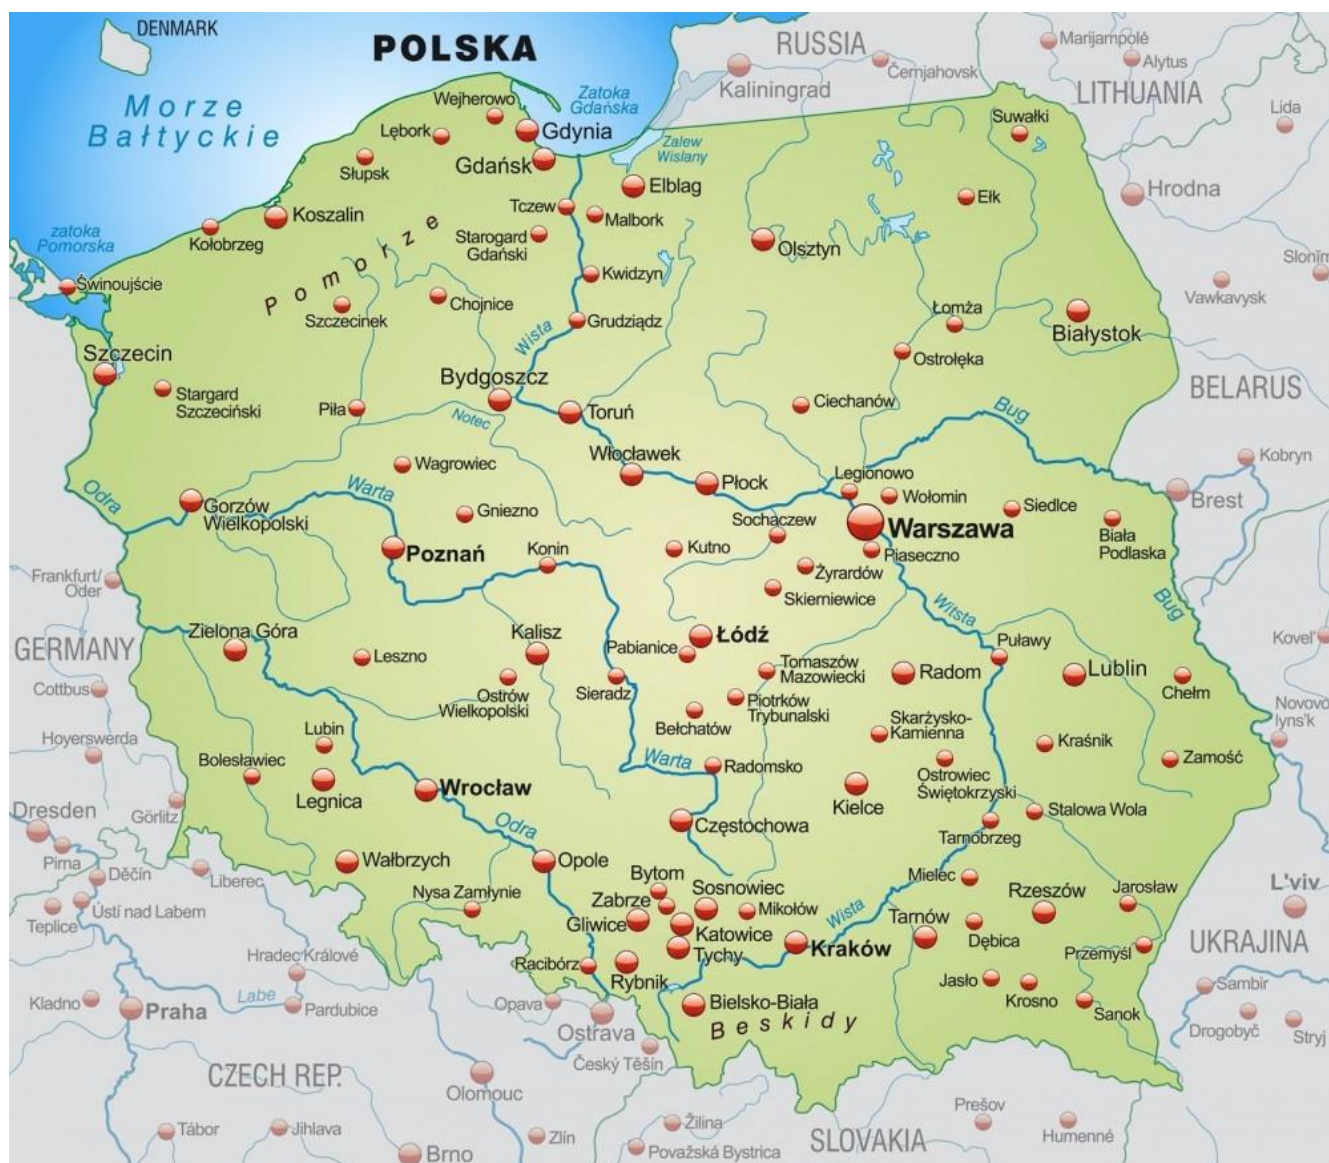 DENMARK
POLSKA
RUSSIA
Marijampolé
Alytus
Černjahovsk
Kaliningrad
LITHUANIA
Lida
Morze
Bałtyckie
Zatoka
Gdańska
Wejherowo
Gdynia
Lębork
Suwałki
Gdańsk
Zalew
Wislany
Słupsk
Elblag
Hrodna
Ełk
Tczew
Malbork
Koszalin
Kołobrzeg
zatoka
Pomorska
Starogard
Gdański
Olsztyn
Pomorze
Slonim
Kwidzyn
Świnoujście
Vawkavysk
Chojnice
Szczecinek
Łomża
Grudziądz
Białystok
Wista
Szczecin
Ostrołęka
Bydgoszcz
Stargard
Szczeciński
BELARUS
Piła
Toruń
Ciechanów
Notec
Bug
Włocławek
Kobryn
Wagrowiec
Legionowo
Płock
Warta
Odra
Wołomin
Brest
Gorzów
Wielkopolski
Gniezno
Siedlce
Sochaczew
Warszawa
Biała
Podlaska
Poznań
Konin
Kutno
Piaseczno
Żyrardów
Frankfurt/
Oder
Skierniewice
Witsta
Bug
Zielona Góra
Kalisz
Łódź
Pabianice
Puławy
Kovel'
GERMANY
Leszno
Tomaszów
Mazowiecki
Radom
Lublin
Chełm
Cottbus
Ostrów
Wielkopolski
Sieradz
Piotrków
Trybunalski
Novovo
lyns'k
Bełchatów
Skarżysko-
Kamienna
Hoyerswerda
Lubin
Kraśnik
Bolesławiec
Warta
Radomsko
Zamość
Ostrowiec
Świętokrzyski
Kielce
Legnica
Wrocław
Dresden
Görlitz
Stalowa Wola
Odra
Częstochowa
Tarnobrzeg
Pirna
Wałbrzych
Opole
Děčín
Liberec
Bytom
Mielec
L'viv
Nysa Zamłynie
Sosnowiec
Rzeszów
Jarosław
Zabrze
Mikołów
Ústí nad Labem
Teplice
Gliwice
Katowice
Wista
Tarnów
Dębica
UKRAJINA
Tychy
Kraków
Przemyśl
Hradec Králové
Racibórz
Rybnik
Jasło
Krosno
Sambir
Kladno
Labe
Praha
Pardubice
Opava
Bielsko-Biała
Sanok
Beskidy
Ostrava
Drogobyč
Stryj
Český Těšín
CZECH REP.
Olomouc
Prešov
Tábor
Jihlava
Zlín
Žilina
Humenné
Brno
Považská Bystrica
SLOVAKIA